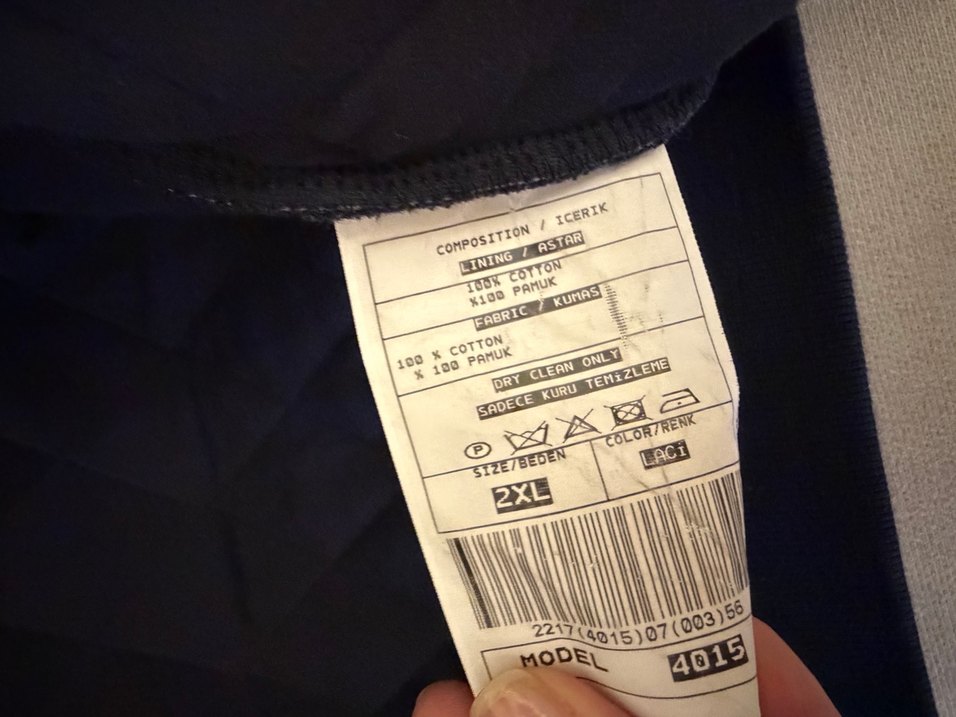 COMPOSITION / ICERIK
LINING / ASTAR
100% COTTON
%100 PAMUK
FABRIC / KUMAS
100 % COTTON
% 100 PAMUK
DRY CLEAN ONLY
SADECE KURU TEMiZLEME
P
SIZE/BEDEN COLOR/RENK
2XL LACi
2217(4015)07(003)56
MODEL 4015